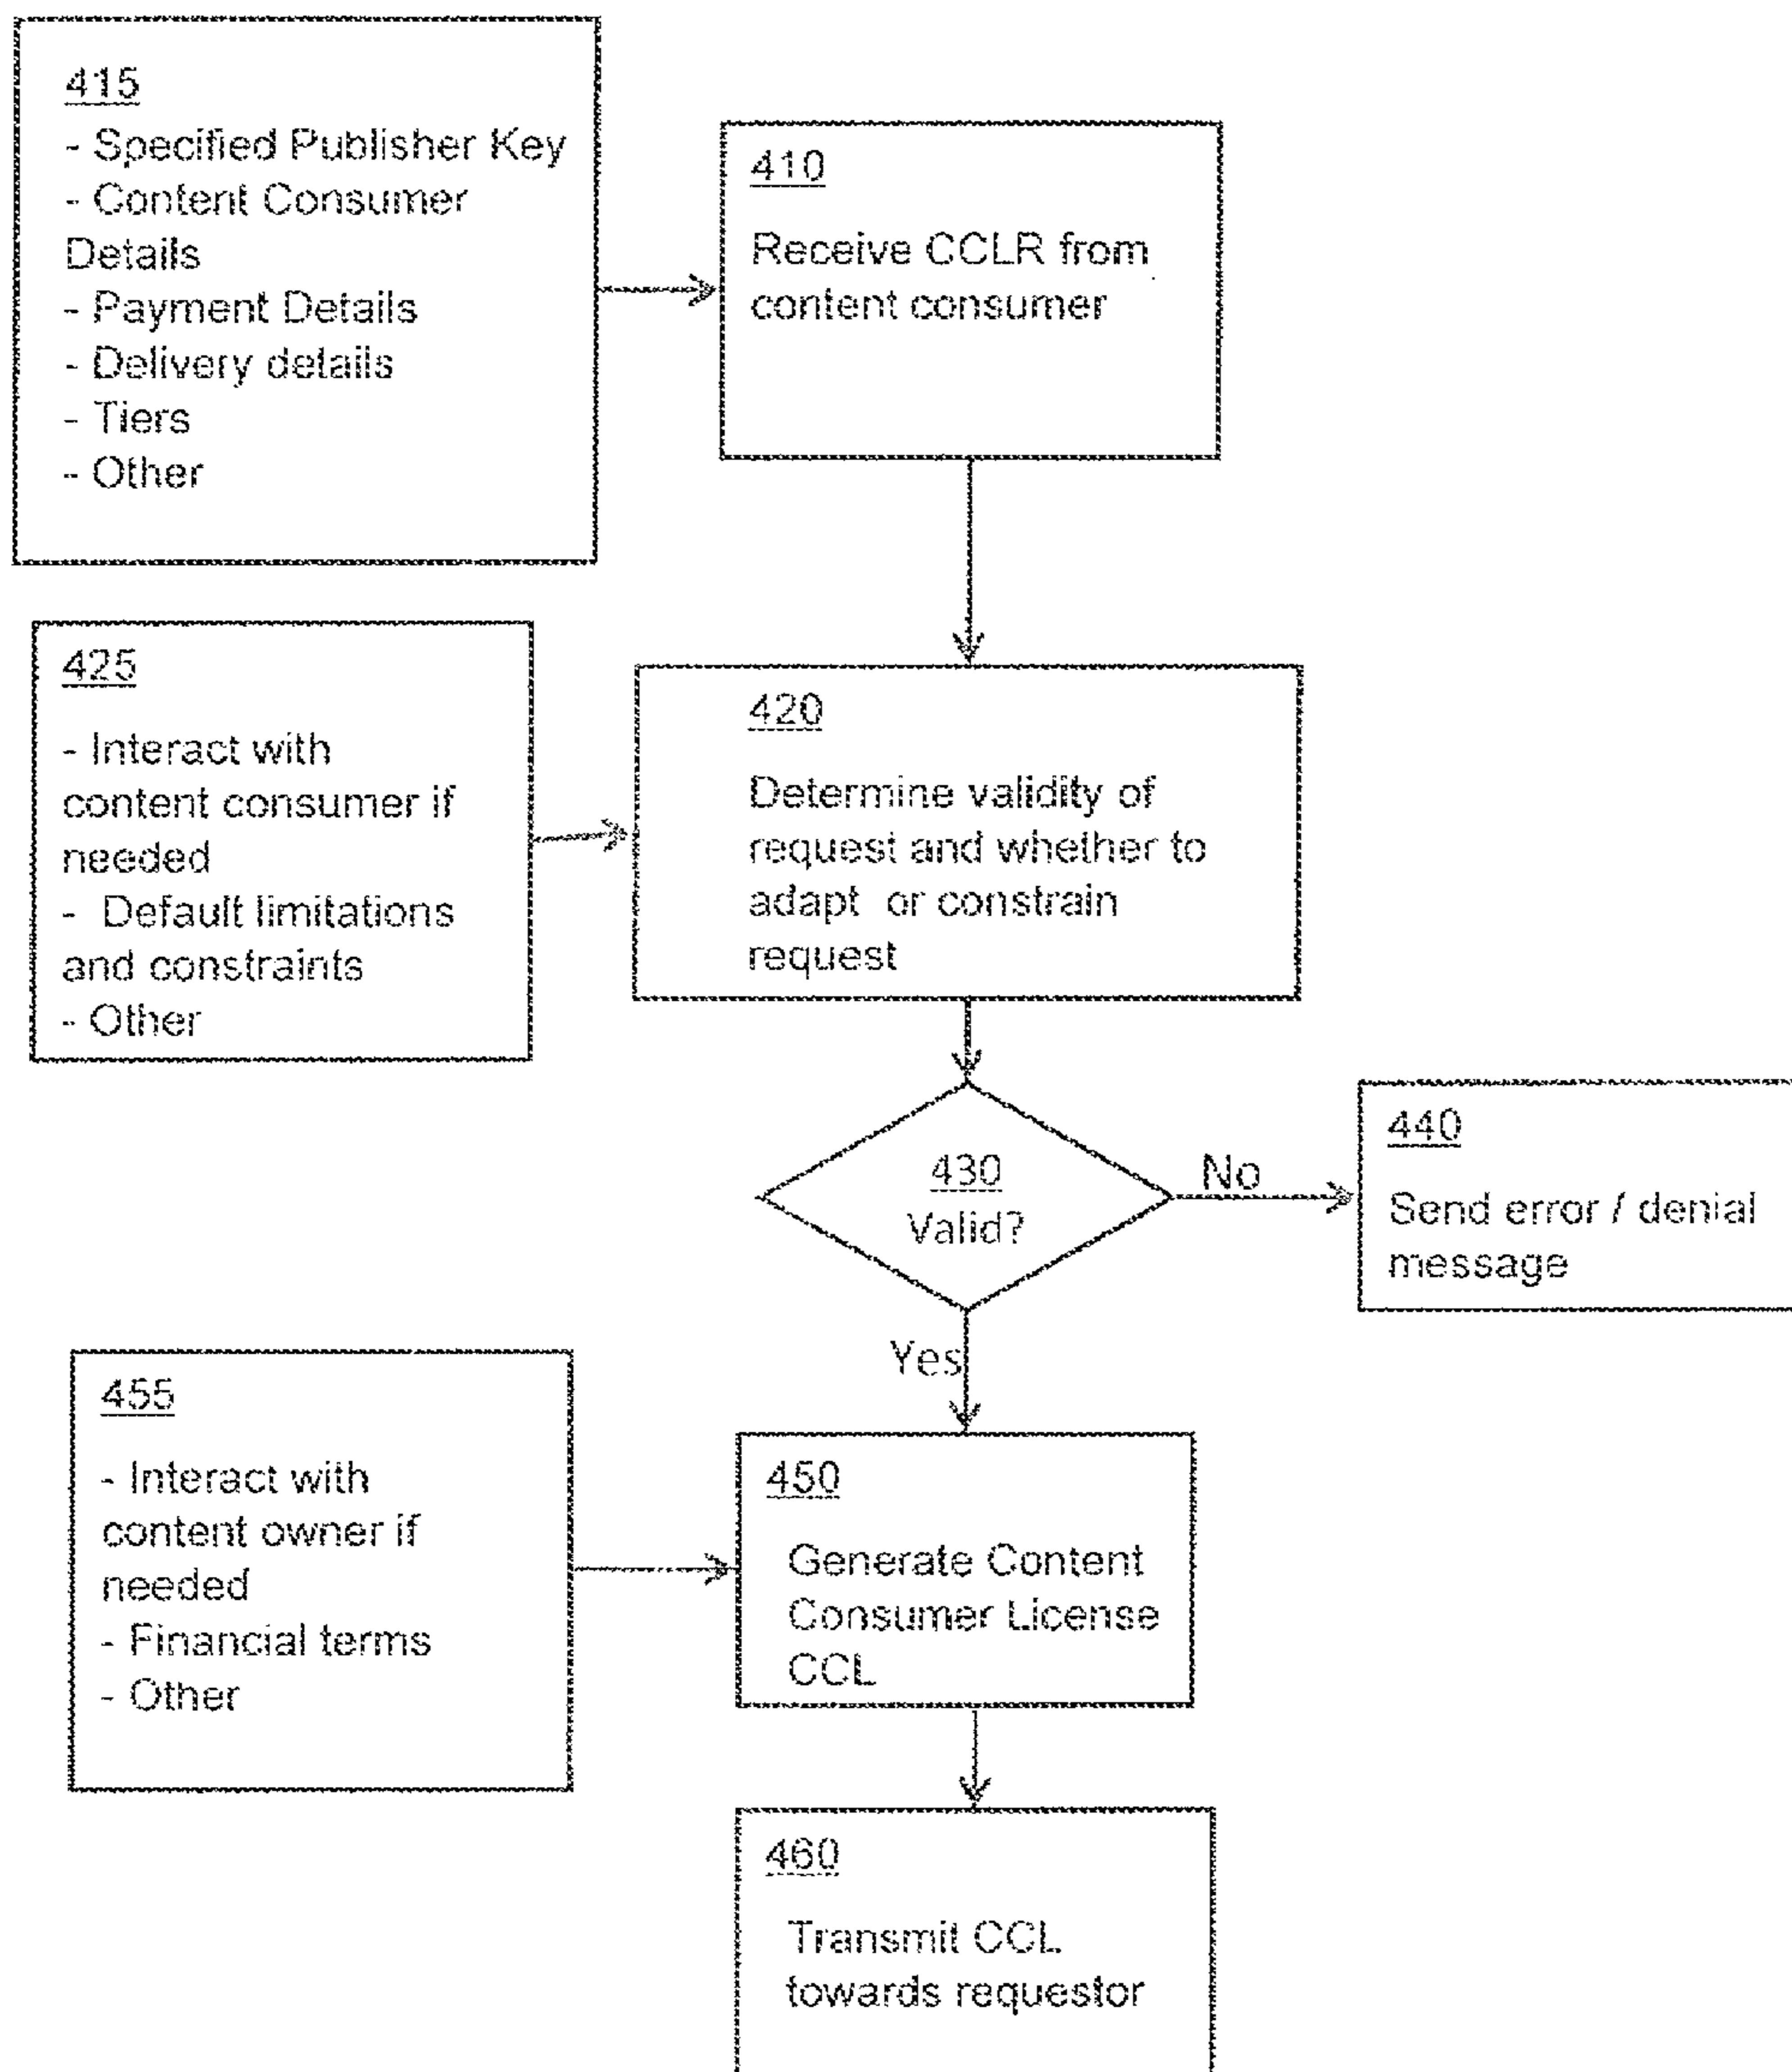 415
- Specified Publisher Key
- Content Consumer
Details
- Payment Details
- Delivery details
- Tiers
- Other
410
Receive CCLR from
content consumer
425
- Interact with
content consumer if
needed
- Default limitations
and constraints
- Other
420
Determine validity of
request and whether to
adapt or constrain
request
430
Valid?
No
440
Send error / denial
message
Yes
455
- Interact with
content owner if
needed
- Financial terms
- Other
450
Generate Content
Consumer License
CCL
460
Transmit CCL
towards requestor